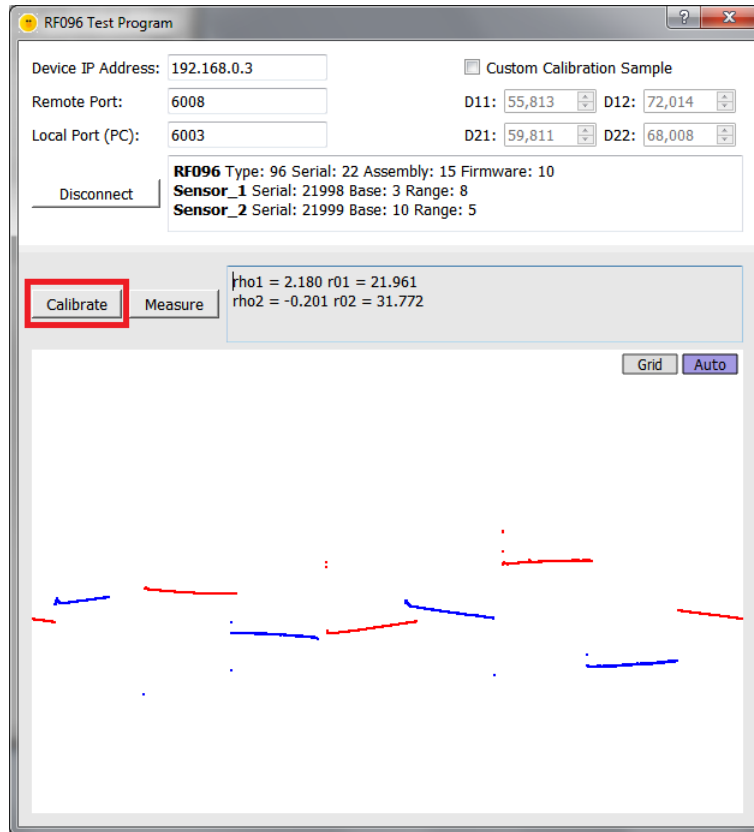 RF096 Test Program
Device IP Address: 192.168.0.3
Custom Calibration Sample
Remote Port: 6008
D11: 55,813 D12: 72,014
Local Port (PC): 6003
D21: 59,811 D22: 68,008
Disconnect
RF096 Type: 96 Serial: 22 Assembly: 15 Firmware: 10
Sensor_1 Serial: 21998 Base: 3 Range: 8
Sensor_2 Serial: 21999 Base: 10 Range: 5
Calibrate Measure
rho1 = 2.180 r01 = 21.961
rho2 = -0.201 r02 = 31.772
Grid Auto